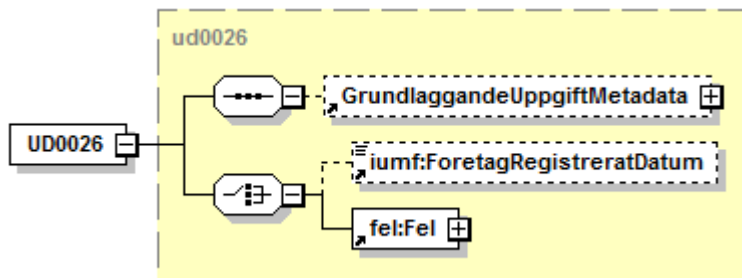 ud0026
GrundlaggandeUppgiftMetadata
UD0026
iumf:ForetagRegistreratDatum
fel:Fel